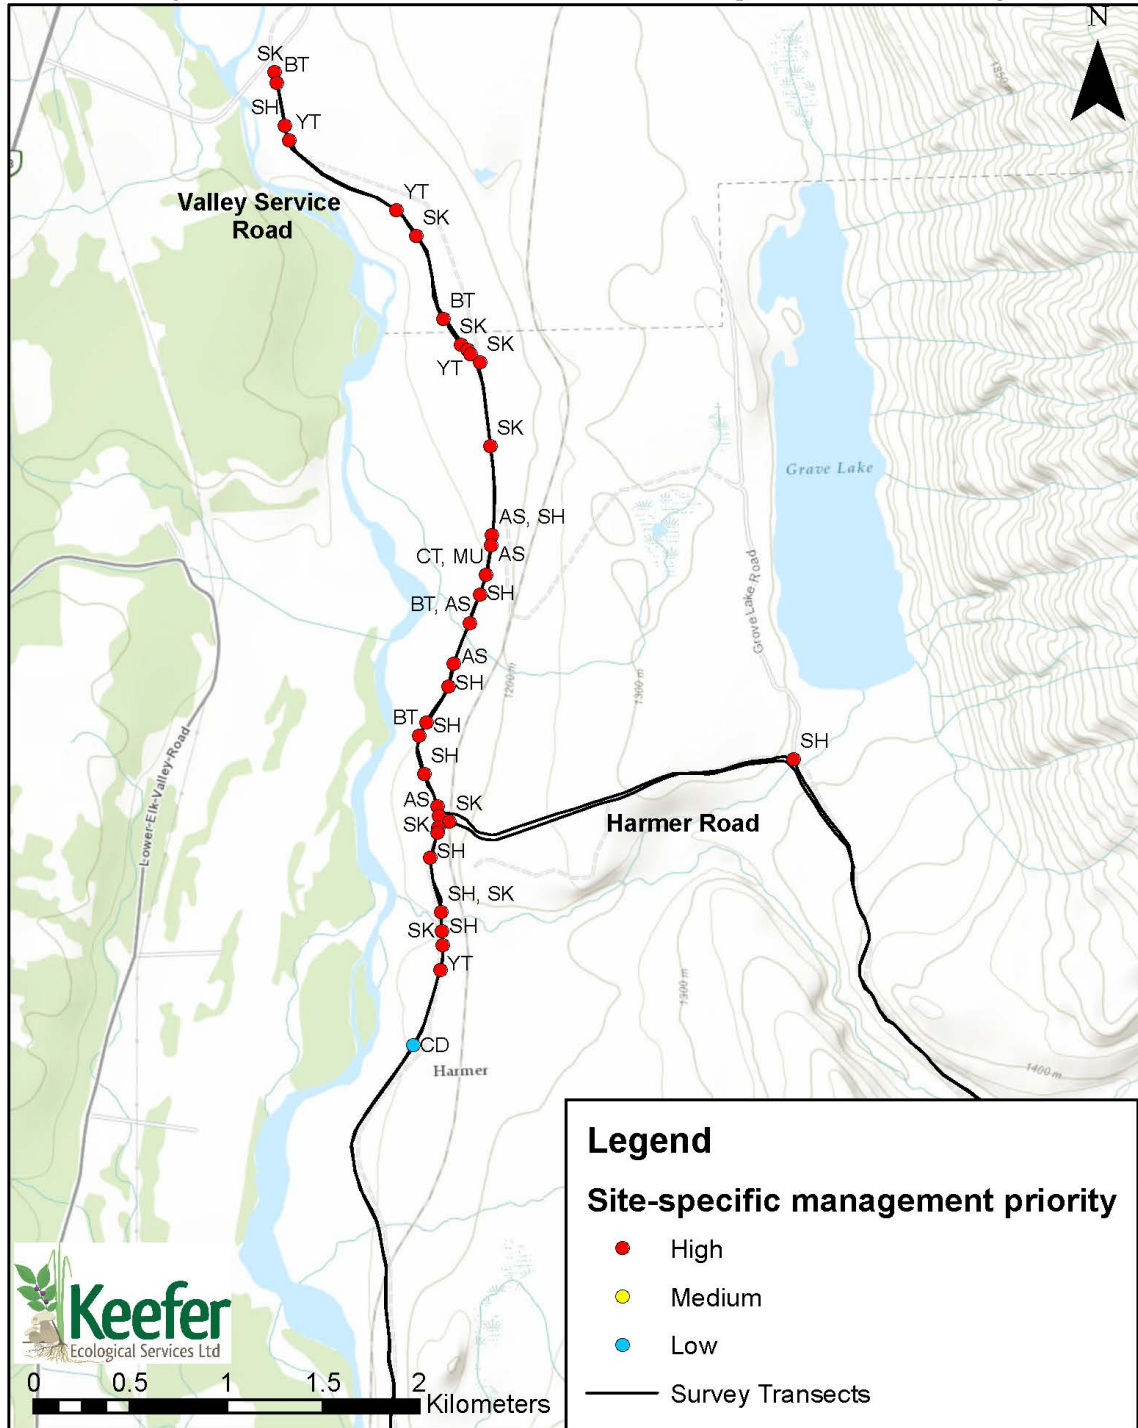 N
SK
BT
SH
YT
1850 m
3
Valley Service
Road
YT
SK
BT
SK
SK
YT
SK
Grave Lake
AS, SH
AS
CT, MU
SH
BT, AS
Grove Lake Road
AS
SH
1200 m
1300 m
BT
SH
SH
SH
Lower-Elk-Valley-Road
AS
SK
SK
Harmer Road
SH
SH, SK
SH
SK
YT
1300 m
CD
Harmer
1400 m
Legend
Site-specific management priority
High
Medium
Low
Survey Transects
Keefer
Ecological Services Ltd
0 0.5 1 1.5 2
Kilometers